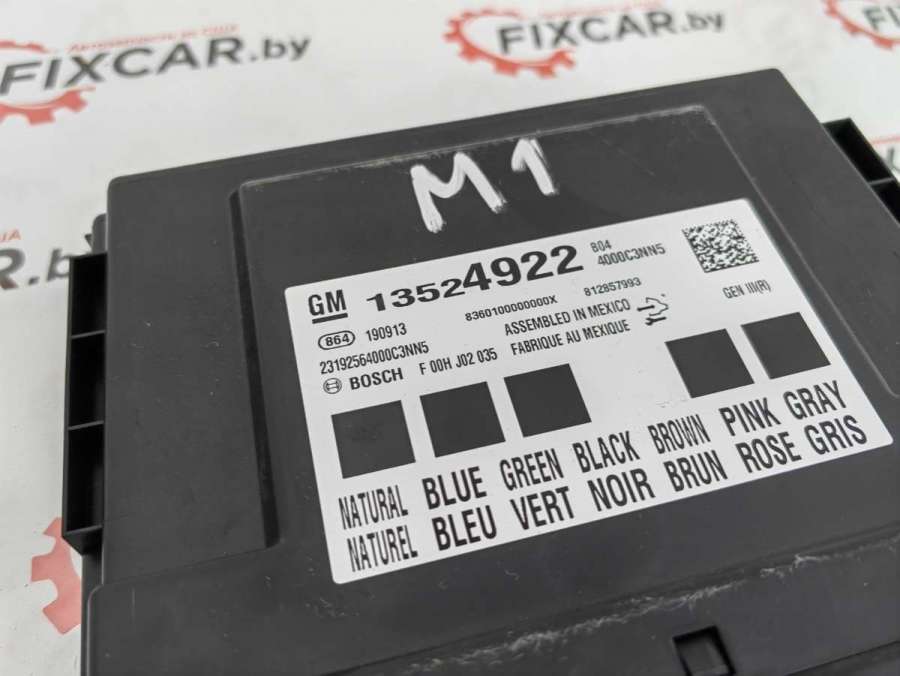 FIXCAR.by
FIXCAR.by
M1
GM 13524922 B04 4000C3NN5
864 190913 8360100000000X 812857993
23192564000C3NN5 ASSEMBLED IN MEXICO GEN III(R)
BOSCH F 00H J02 035 FABRIQUE AU MEXIQUE
NATURAL BLUE GREEN BLACK BROWN PINK GRAY
NATUREL BLEU VERT NOIR BRUN ROSE GRIS